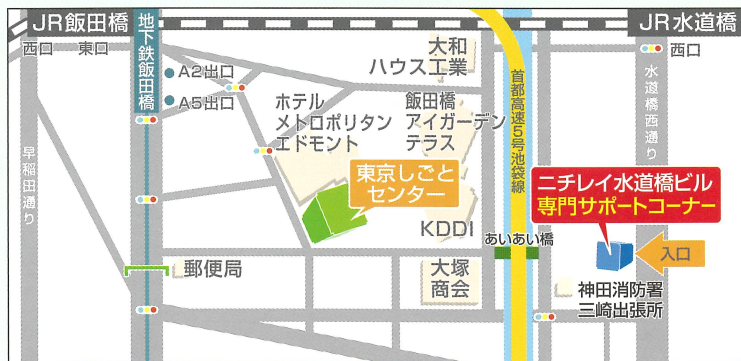 JR飯田橋
JR水道橋
西口
東口
地下鉄飯田橋
A2出口
A5出口
大和
ハウス工業
西口
ホテル
メトロポリタン
エドモント
飯田橋
アイガーデン
テラス
首都高速5号池袋線
水道橋西通り
早稲田通り
東京しごと
センター
ニチレイ水道橋ビル
専門サポートコーナー
KDDI
あいあい橋
入口
郵便局
大塚
商会
神田消防署
三崎出張所